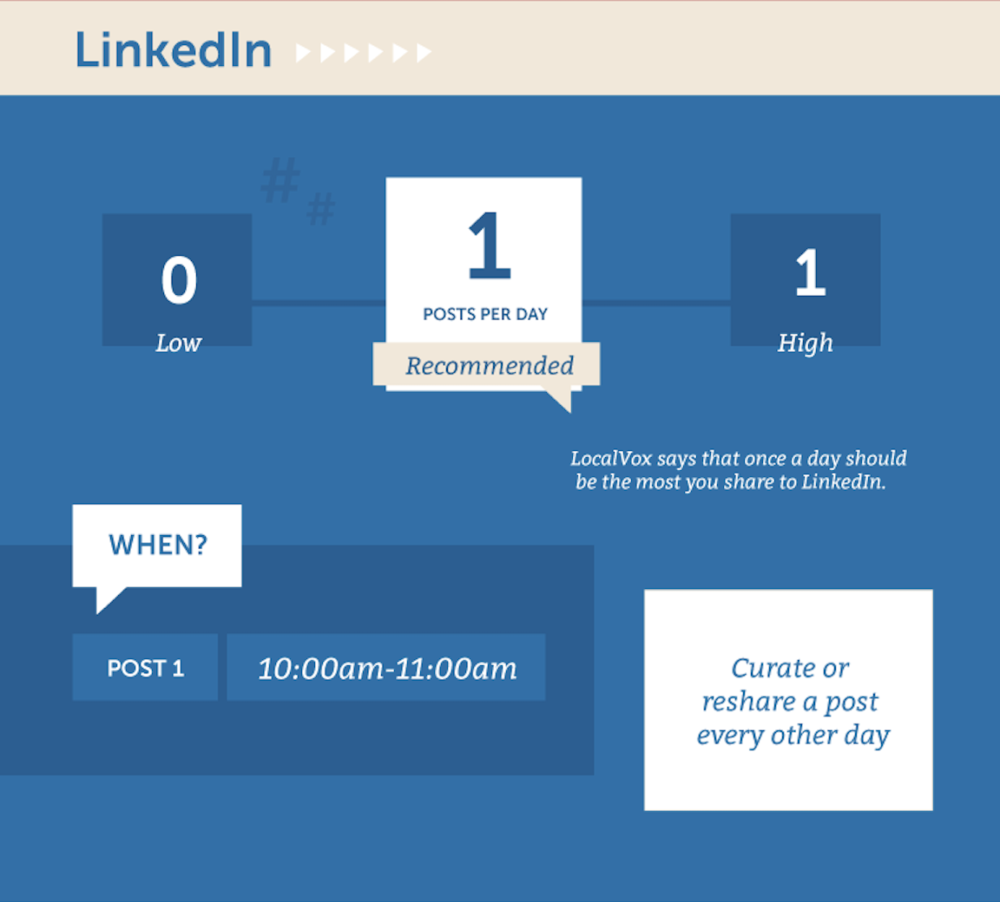 LinkedIn
# #
0
Low
1
POSTS PER DAY
Recommended
1
High
LocalVox says that once a day should
be the most you share to LinkedIn.
WHEN?
POST 1 10:00am-11:00am
Curate or
reshare a post
every other day